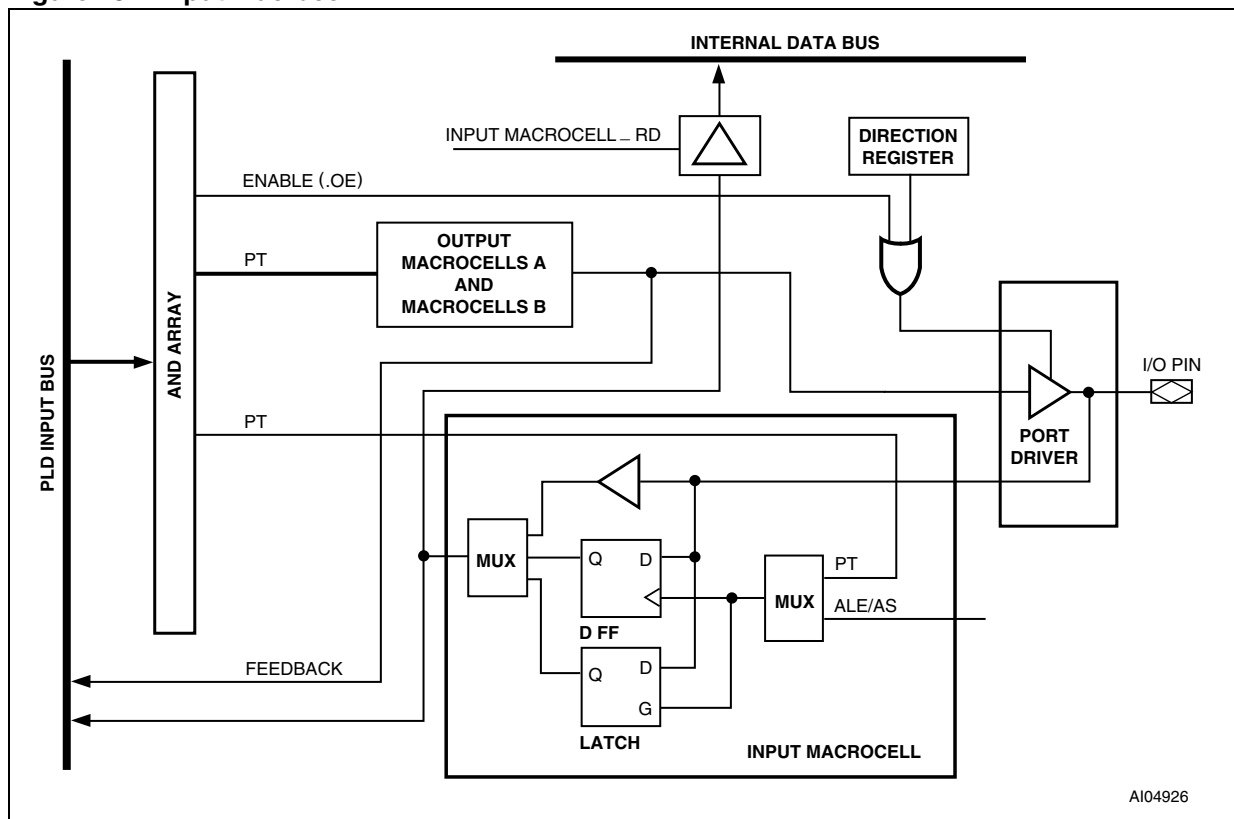 INTERNAL DATA BUS
INPUT MACROCELL _ RD
DIRECTION
REGISTER
ENABLE (.OE)
PT
OUTPUT
MACROCELLS A
AND
MACROCELLS B
I/O PIN
PLD INPUT BUS
AND ARRAY
PT
PORT
DRIVER
MUX
Q
D
D FF
MUX
PT
ALE/AS
Q
D
G
LATCH
FEEDBACK
INPUT MACROCELL
AI04926